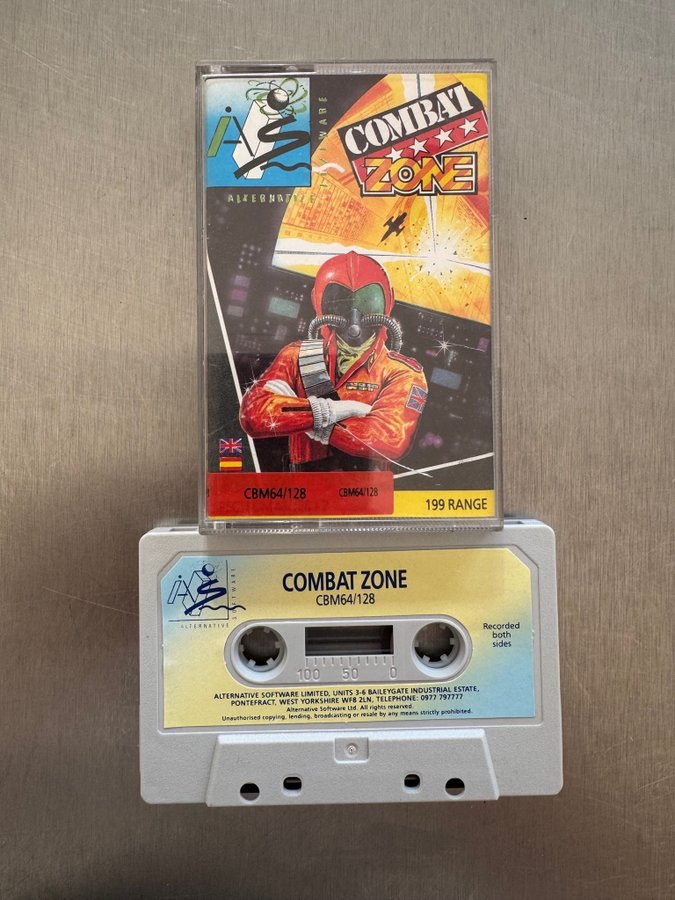 AS
ALTERNATIVE
SOFTWARE
COMBAT
ZONE
CBM64/128
CBM64/128
199 RANGE
AS
ALTERNATIVE
SOFTWARE
COMBAT ZONE
CBM64/128
Recorded
both
sides
100 50 0
ALTERNATIVE SOFTWARE LIMITED, UNITS 3-6 BAILEYGATE INDUSTRIAL ESTATE,
PONTEFRACT, WEST YORKSHIRE WF8 2LN, TELEPHONE: 0977 797777
Alternative Software Ltd. All rights reserved.
Unauthorised copying, lending, broadcasting or resale by any means strictly prohibited.